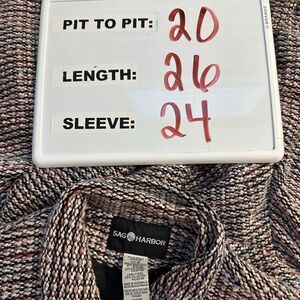 PIT TO PIT: 20
LENGTH: 26
SLEEVE: 24
SAG HARBOR